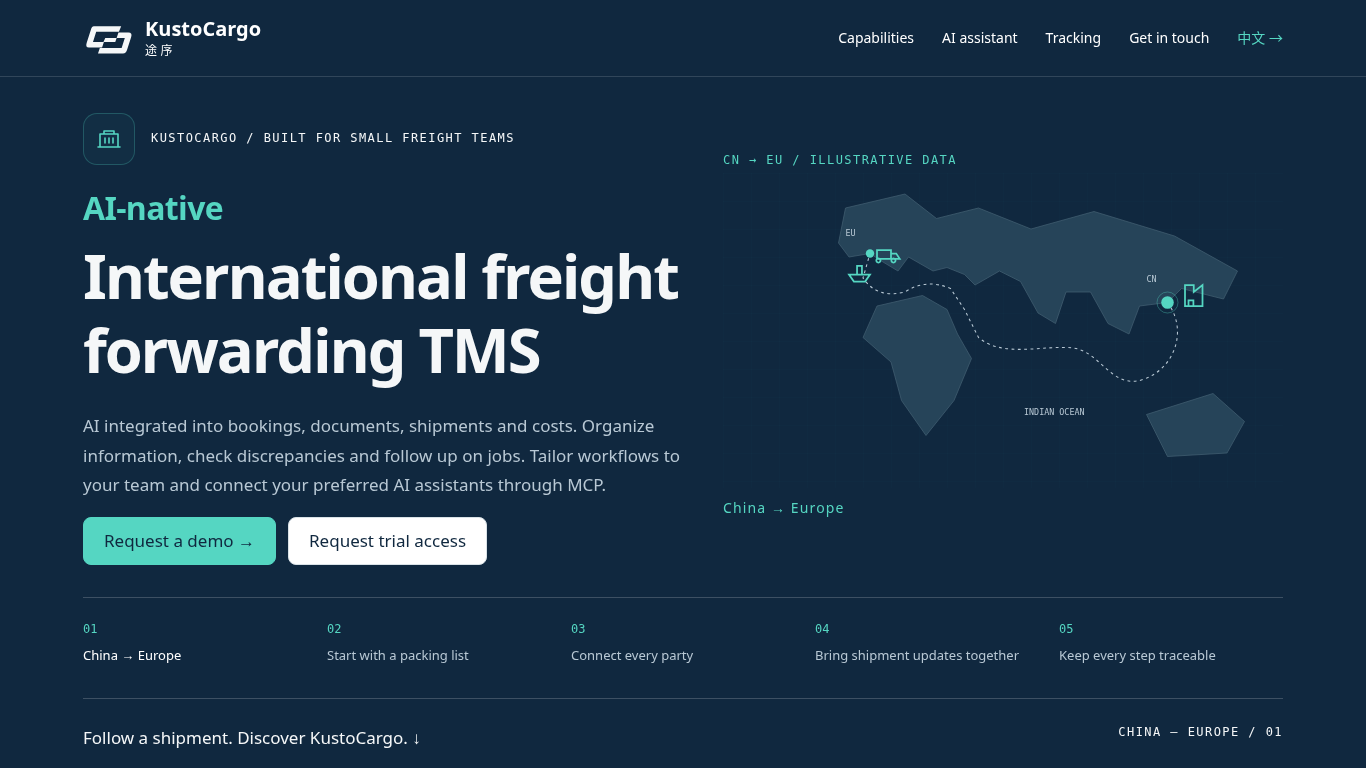 KustoCargo
途序
Capabilities
AI assistant
Tracking
Get in touch
中文 →
KUSTOCARGO / BUILT FOR SMALL FREIGHT TEAMS
AI-native
International freight
forwarding TMS
AI integrated into bookings, documents, shipments and costs. Organize
information, check discrepancies and follow up on jobs. Tailor workflows to
your team and connect your preferred AI assistants through MCP.
Request a demo →
Request trial access
CN → EU / ILLUSTRATIVE DATA
EU
CN
INDIAN OCEAN
China → Europe
01
China → Europe
02
Start with a packing list
03
Connect every party
04
Bring shipment updates together
05
Keep every step traceable
Follow a shipment. Discover KustoCargo. ↓
CHINA — EUROPE / 01